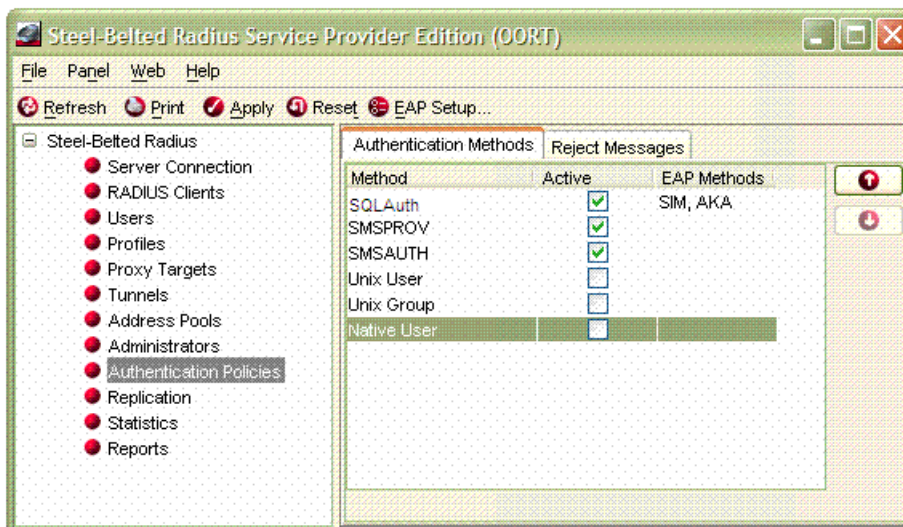 Steel-Belted Radius Service Provider Edition (OORT)
File Panel Web Help
Refresh Print Apply Reset EAP Setup...
Steel-Belted Radius
Server Connection
RADIUS Clients
Users
Profiles
Proxy Targets
Tunnels
Address Pools
Administrators
Authentication Policies
Replication
Statistics
Reports
Authentication Methods Reject Messages
Method Active EAP Methods
SQLAuth SIM, AKA
SMSPROV
SMSAUTH
Unix User
Unix Group
Native User